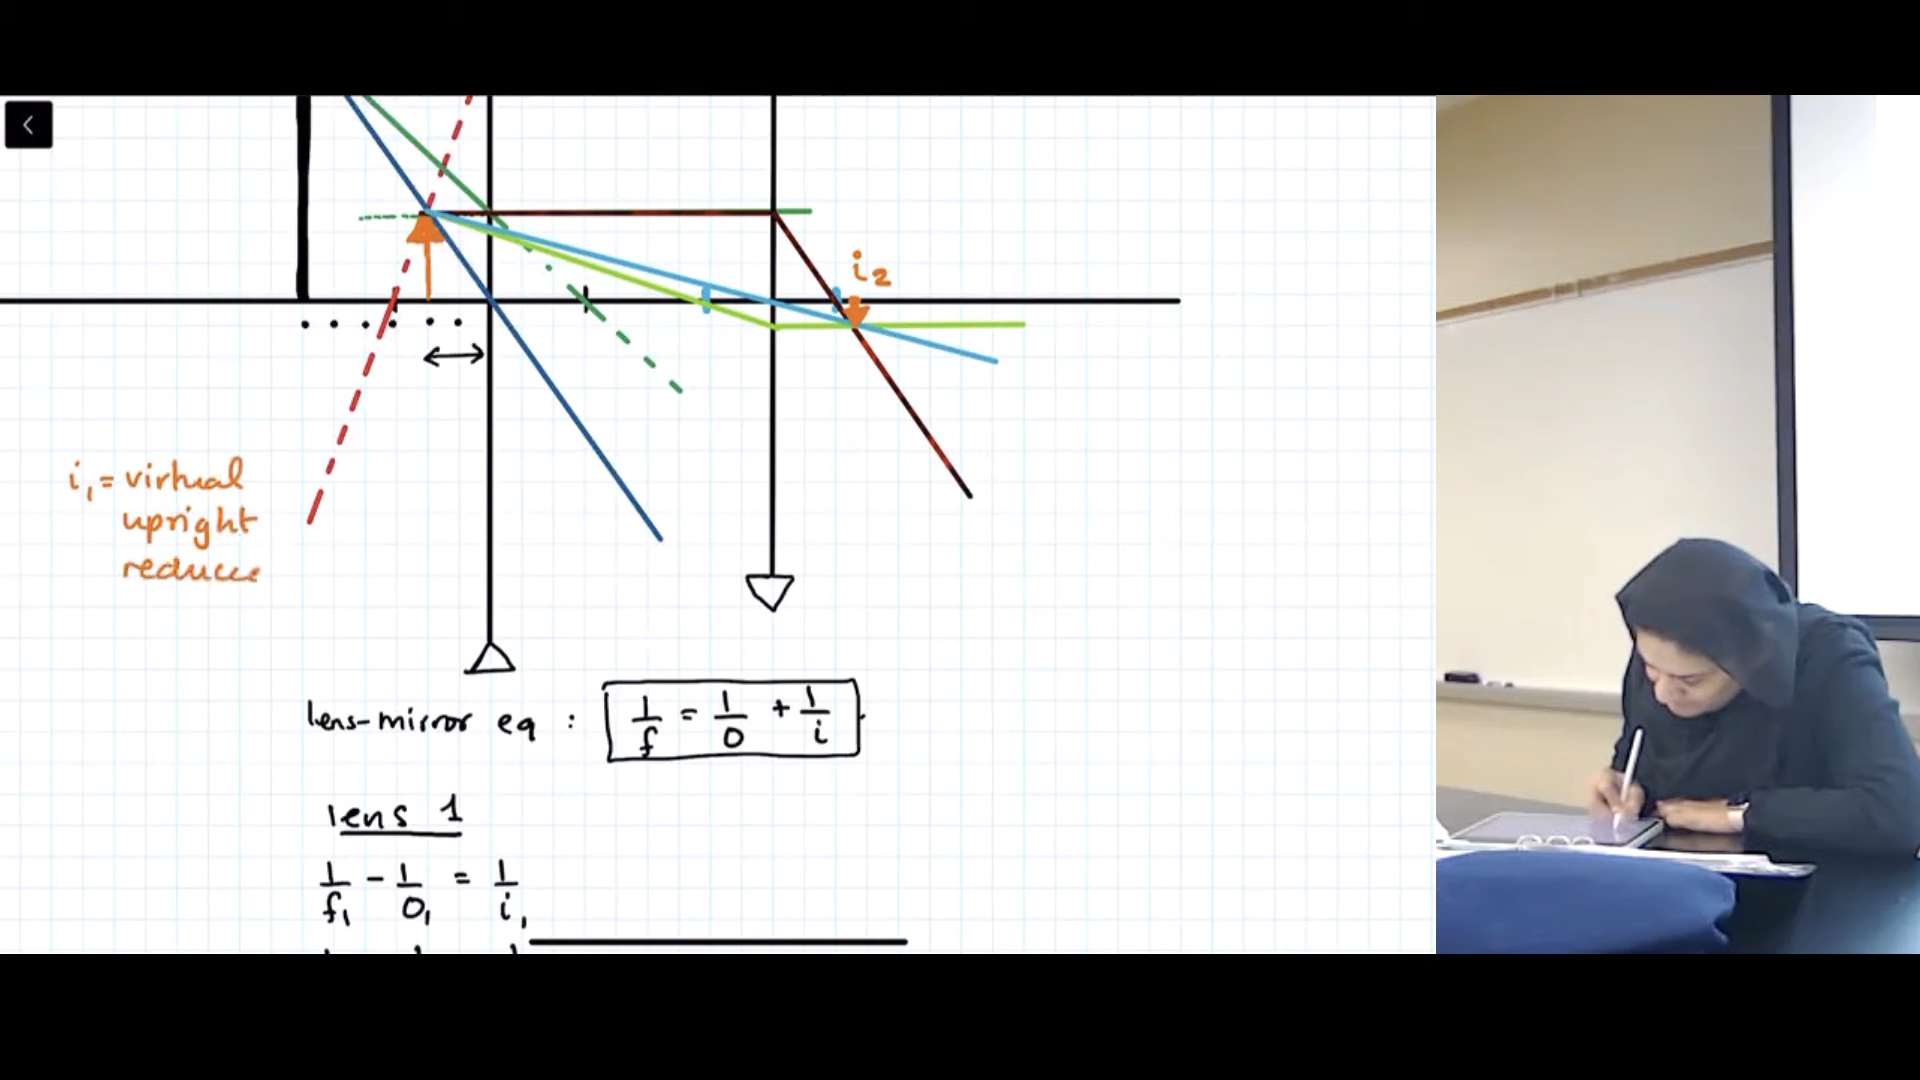 i₂
i₁ = virtual
upright
reduce
lens-mirror eq : 1/f = 1/o + 1/i
lens 1
1/f₁ - 1/o₁ = 1/i₁